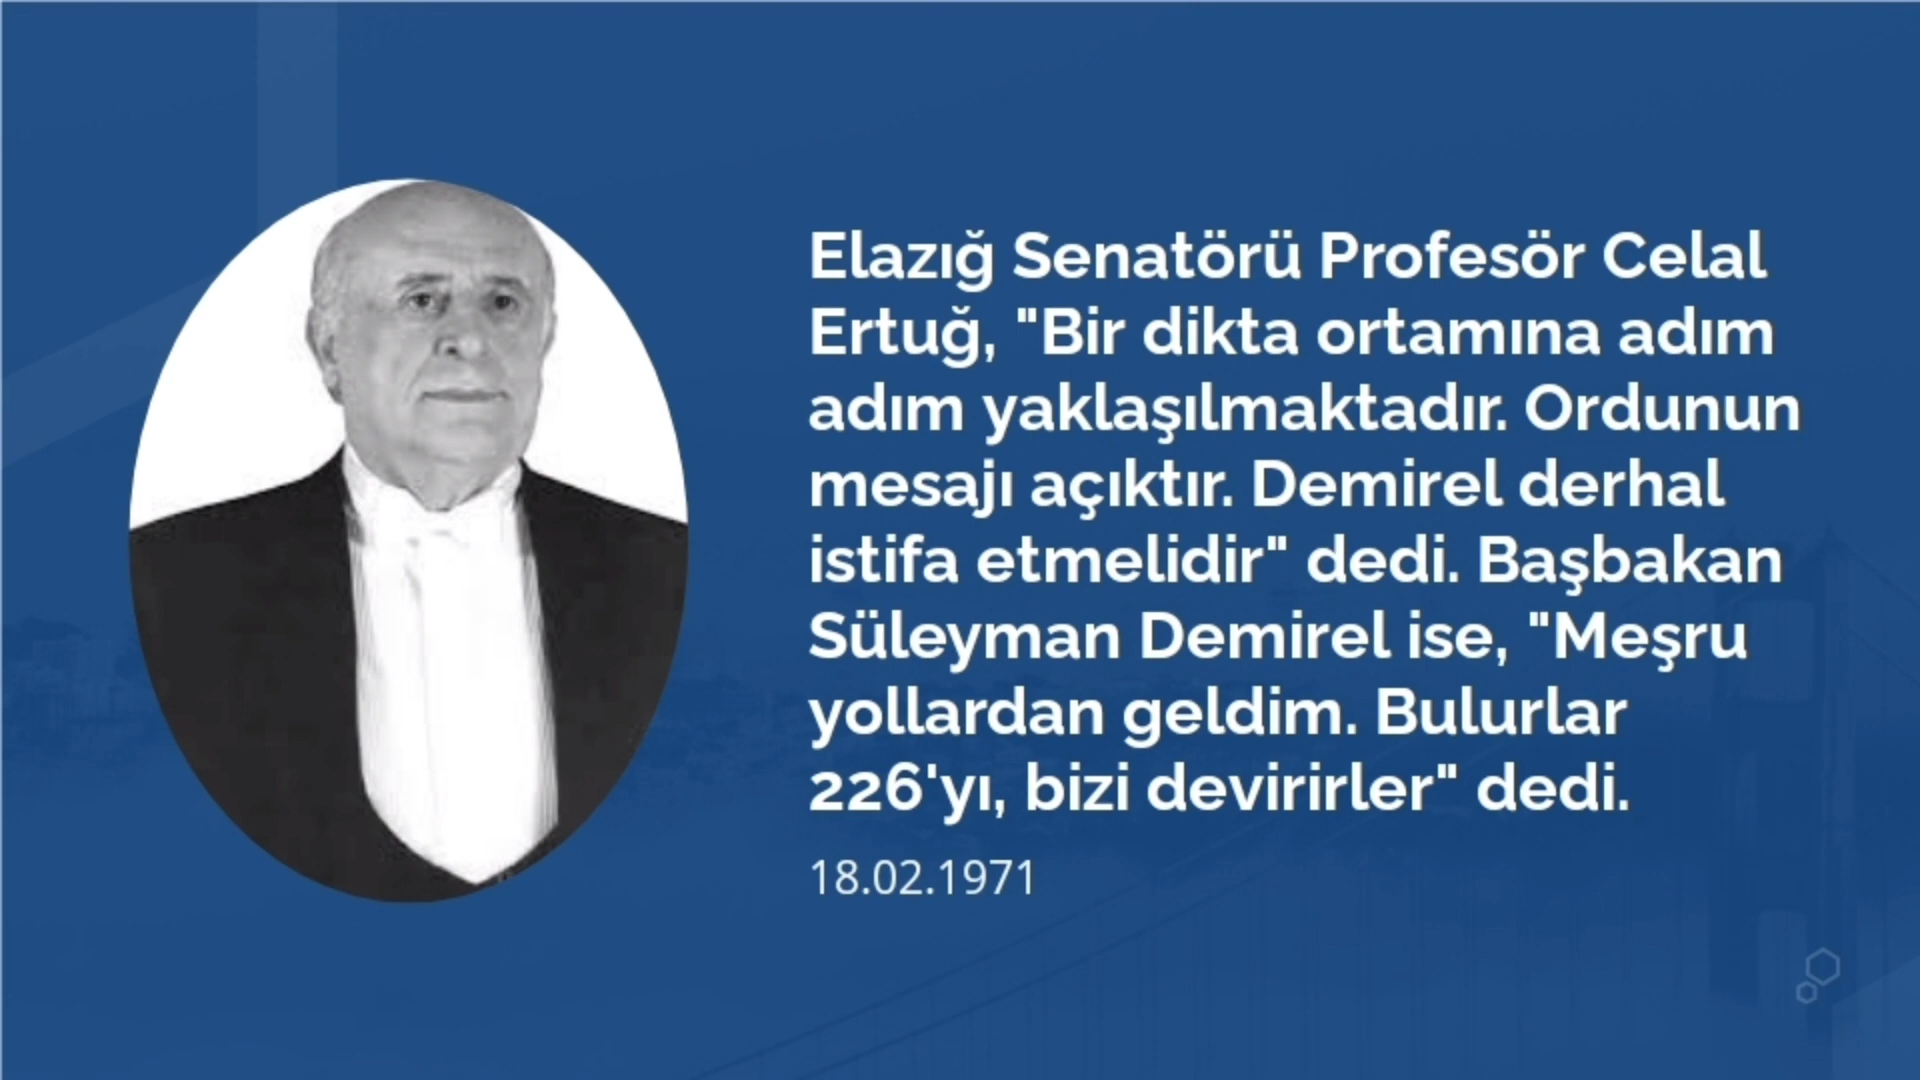 Elazığ Senatörü Profesör Celal
Ertuğ, "Bir dikta ortamına adım
adım yaklaşılmaktadır. Ordunun
mesajı açıktır. Demirel derhal
istifa etmelidir" dedi. Başbakan
Süleyman Demirel ise, "Meşru
yollardan geldim. Bulurlar
226'yı, bizi devirirler" dedi.
18.02.1971